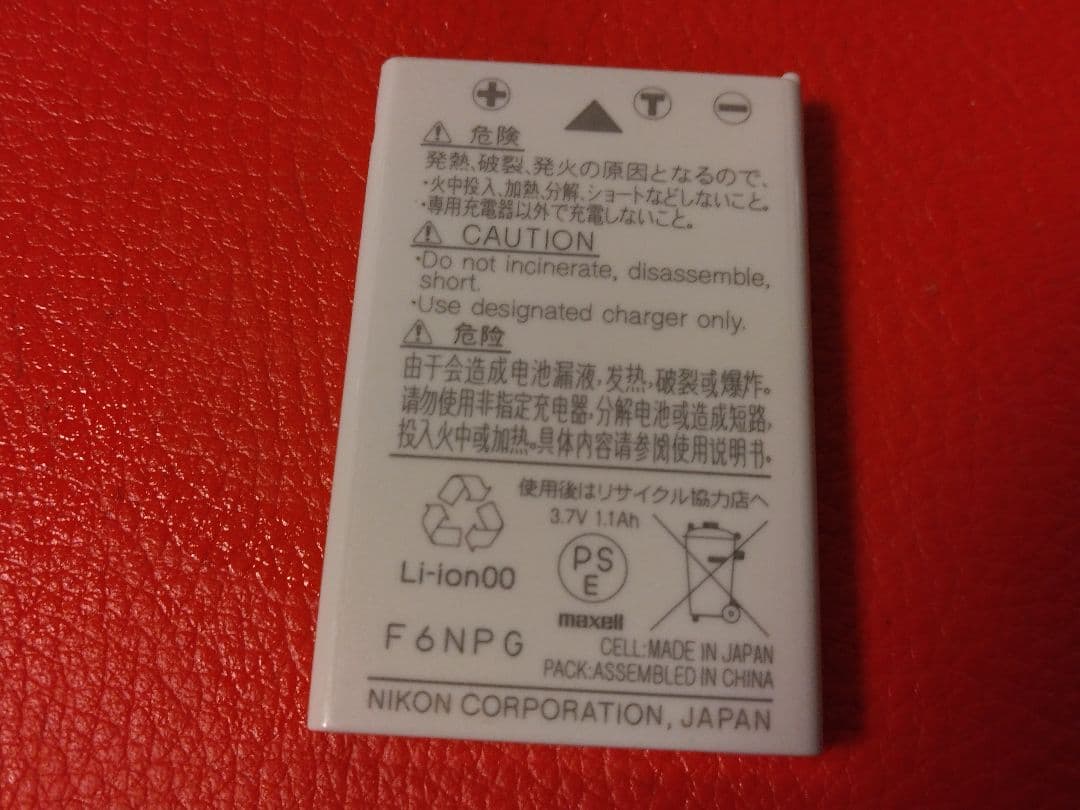 + T −
危険
発熱、破裂、発火の原因となるので、
・火中投入、加熱、分解、ショートなどしないこと。
・専用充電器以外で充電しないこと。
CAUTION
・Do not incinerate, disassemble,
short.
・Use designated charger only.
危险
由于会造成电池漏液,发热,破裂或爆炸。
请勿使用非指定充电器,分解电池或造成短路,
投入火中或加热。具体内容请参阅使用说明书。
使用後はリサイクル協力店へ
3.7V 1.1Ah
Li-ion00
PS
E
maxell
F6NPG
CELL:MADE IN JAPAN
PACK:ASSEMBLED IN CHINA
NIKON CORPORATION, JAPAN